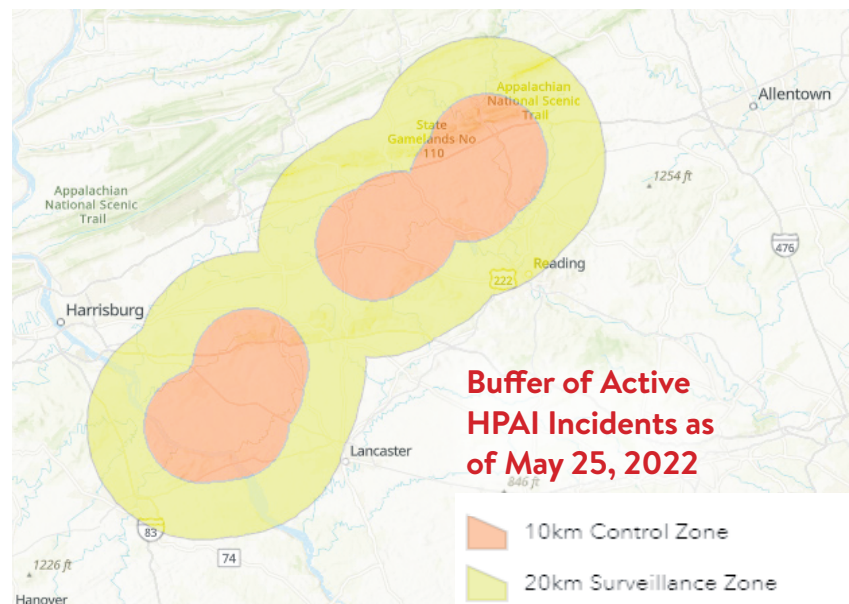 Appalachian
National Scenic
Trail
Allentown
State
Gamelands No
110
1254 ft
Appalachian
National Scenic
Trail
476
Reading
222
Harrisburg
Buffer of Active
HPAI Incidents as
of May 25, 2022
Lancaster
846 ft
83
74
10km Control Zone
1226 ft
20km Surveillance Zone
Hanover